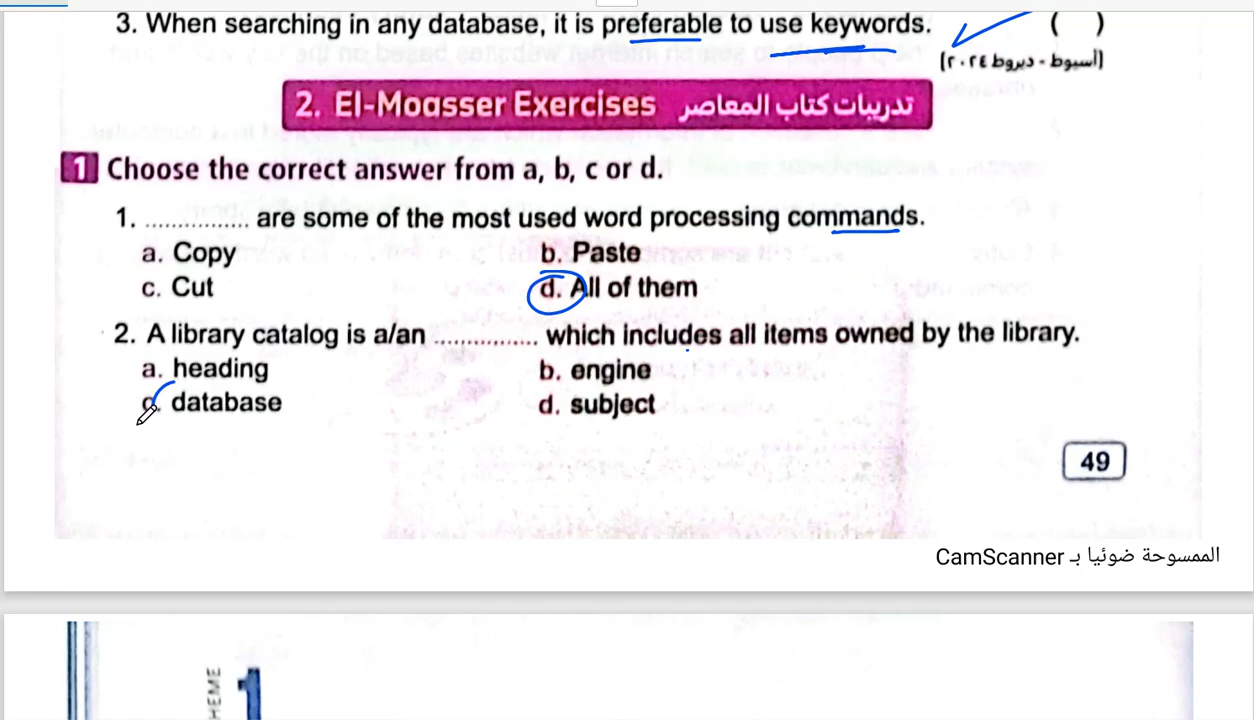 3. When searching in any database, it is preferable to use keywords. ( )
(أسيوط - ديروط ٢٠٢٤)
2. El-Moasser Exercises تدريبات كتاب المعاصر
1 Choose the correct answer from a, b, c or d.
1. ................ are some of the most used word processing commands.
a. Copy b. Paste
c. Cut d. All of them
2. A library catalog is a/an ................ which includes all items owned by the library.
a. heading b. engine
c. database d. subject
49
الممسوحة ضوئيا بـ CamScanner
HEME
1